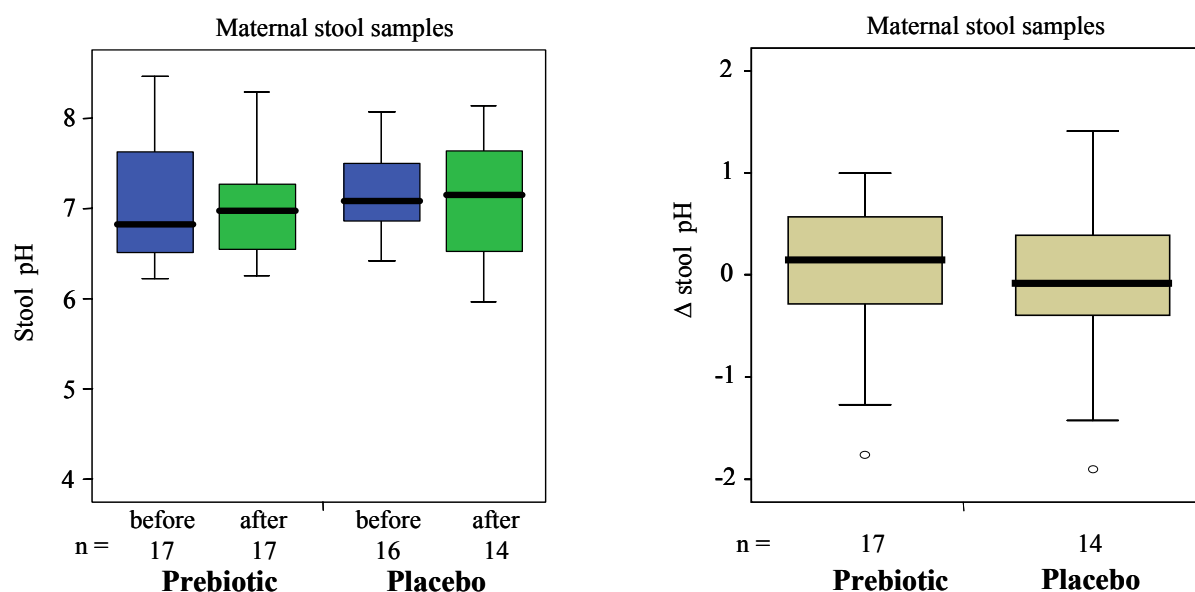 Maternal stool samples
Stool pH
8
7
6
5
4
before after before after
n = 17 17 16 14
Prebiotic Placebo
Maternal stool samples
Δ stool pH
2
1
0
-1
-2
n = 17 14
Prebiotic Placebo